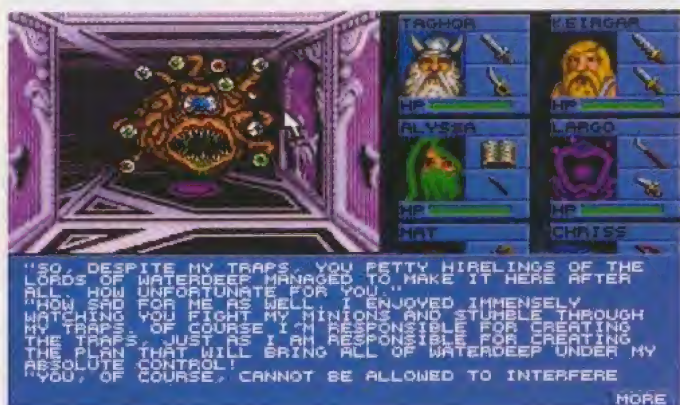 TAGHOR
KEIRGAR
HP
HP
ALYSSA
LARGO
HP
HP
HAT
CHRISS
"SO, DESPITE MY TRAPS, YOU PETTY HIRELINGS OF THE
LORDS OF WATERDEEP MANAGED TO MAKE IT HERE AFTER
ALL. HOW UNFORTUNATE FOR YOU."
"HOW SAD FOR ME AS WELL. I ENJOYED IMMENSELY
WATCHING YOU FIGHT MY MINIONS AND STUMBLE THROUGH
MY TRAPS. OF COURSE I'M RESPONSIBLE FOR CREATING
THE TRAPS, JUST AS I AM RESPONSIBLE FOR CREATING
THE PLAN THAT WILL BRING ALL OF WATERDEEP UNDER MY
ABSOLUTE CONTROL!
"YOU, OF COURSE, CANNOT BE ALLOWED TO INTERFERE
MORE